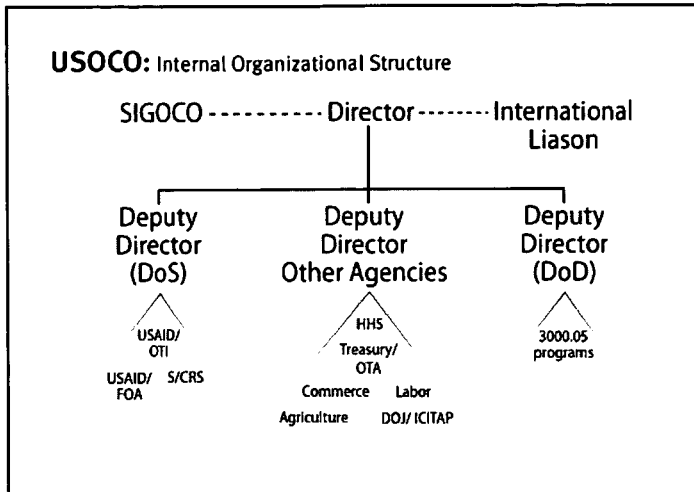 USOCO: Internal Organizational Structure
SIGOCO Director International
Liason
Deputy
Director
(DoS)
Deputy
Director
Other Agencies
Deputy
Director
(DoD)
USAID/
OTI
USAID/ S/CRS
FOA
HHS
Treasury/
OTA
Commerce Labor
Agriculture DOJ/ ICITAP
3000.05
programs